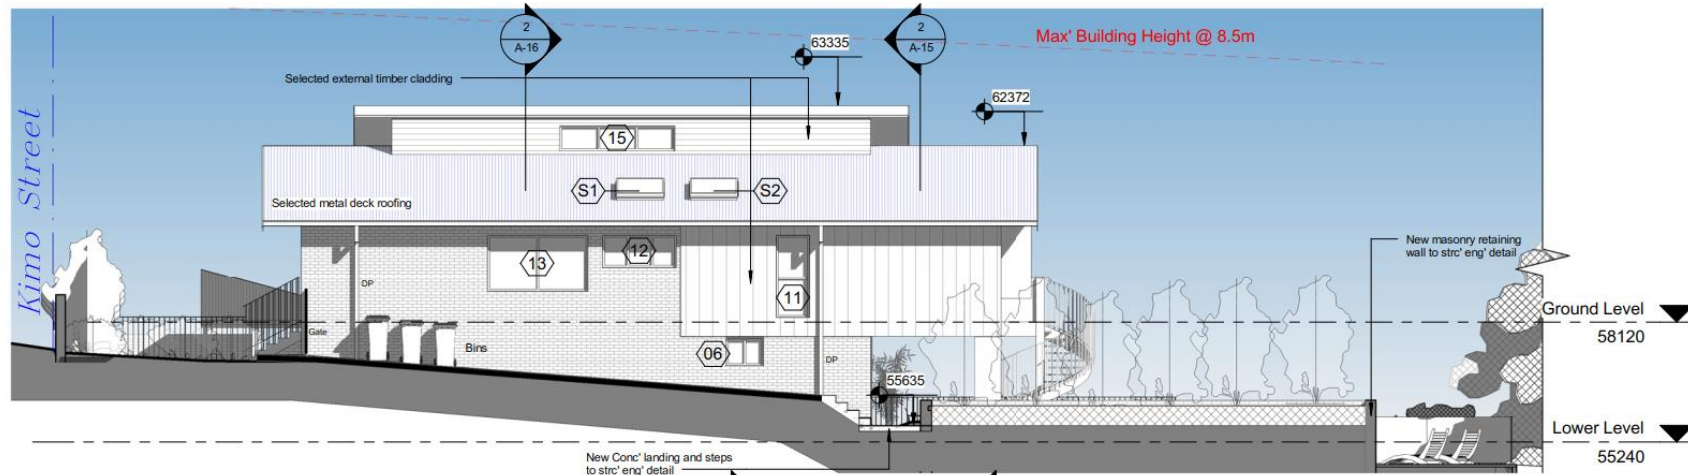 2
A-16
2
A-15
Max' Building Height @ 8.5m
63335
Selected external timber cladding
62372
Kimo Street
15
S1
S2
Selected metal deck roofing
New masonry retaining
wall to strc' eng' detail
13
12
DP
11
Ground Level
58120
Gate
Bins
06
DP
55635
Lower Level
55240
New Conc' landing and steps
to strc' eng' detail